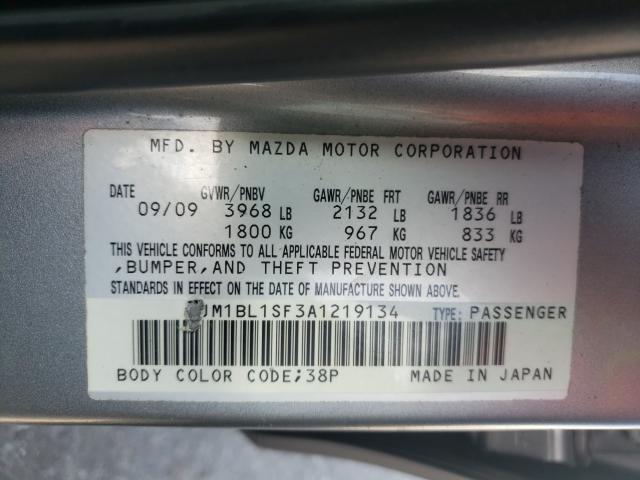 MFD. BY MAZDA MOTOR CORPORATION
DATE GVWR/PNBV GAWR/PNBE FRT GAWR/PNBE RR
09/09 3968 LB 2132 LB 1836 LB
1800 KG 967 KG 833 KG
THIS VEHICLE CONFORMS TO ALL APPLICABLE FEDERAL MOTOR VEHICLE SAFETY
,BUMPER,AND THEFT PREVENTION
STANDARDS IN EFFECT ON THE DATE OF MANUFACTURE SHOWN ABOVE.
JM1BL1SF3A1219134 TYPE: PASSENGER
BODY COLOR CODE;38P MADE IN JAPAN